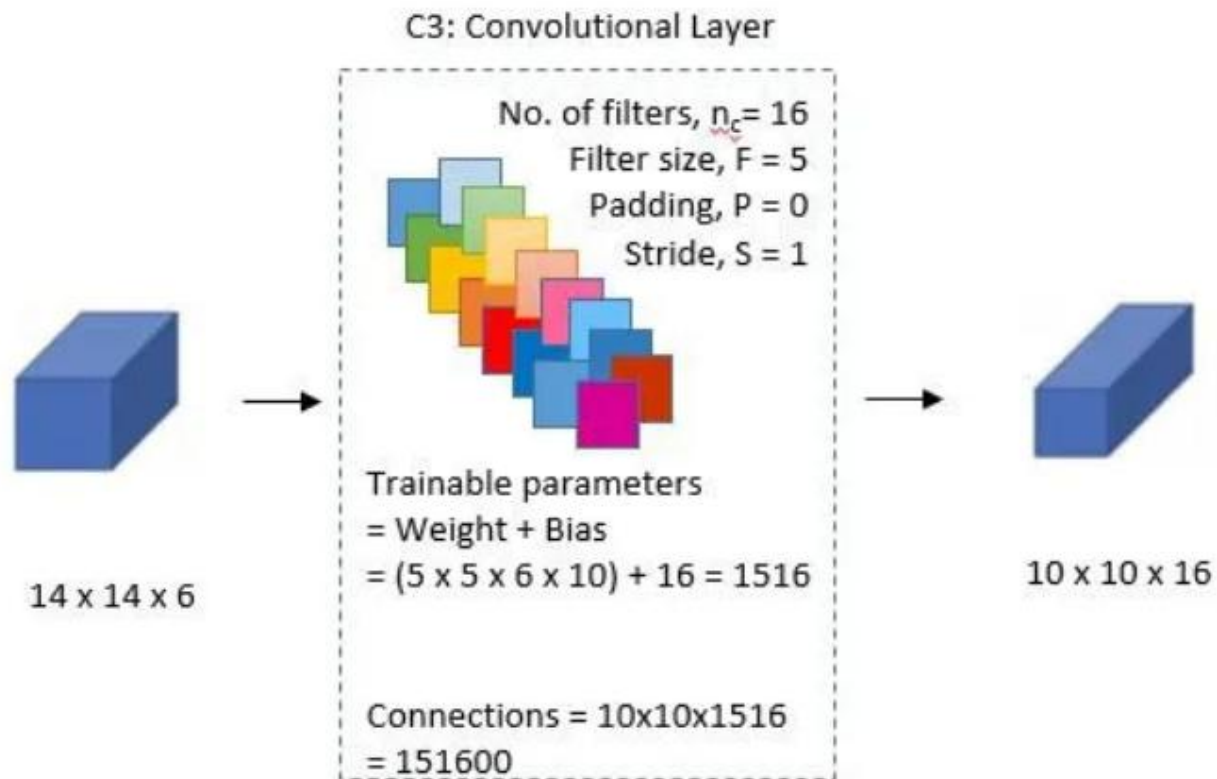 C3: Convolutional Layer
No. of filters, nc= 16
Filter size, F = 5
Padding, P = 0
Stride, S = 1
Trainable parameters
= Weight + Bias
= (5 x 5 x 6 x 10) + 16 = 1516
14 x 14 x 6
10 x 10 x 16
Connections = 10x10x1516
= 151600